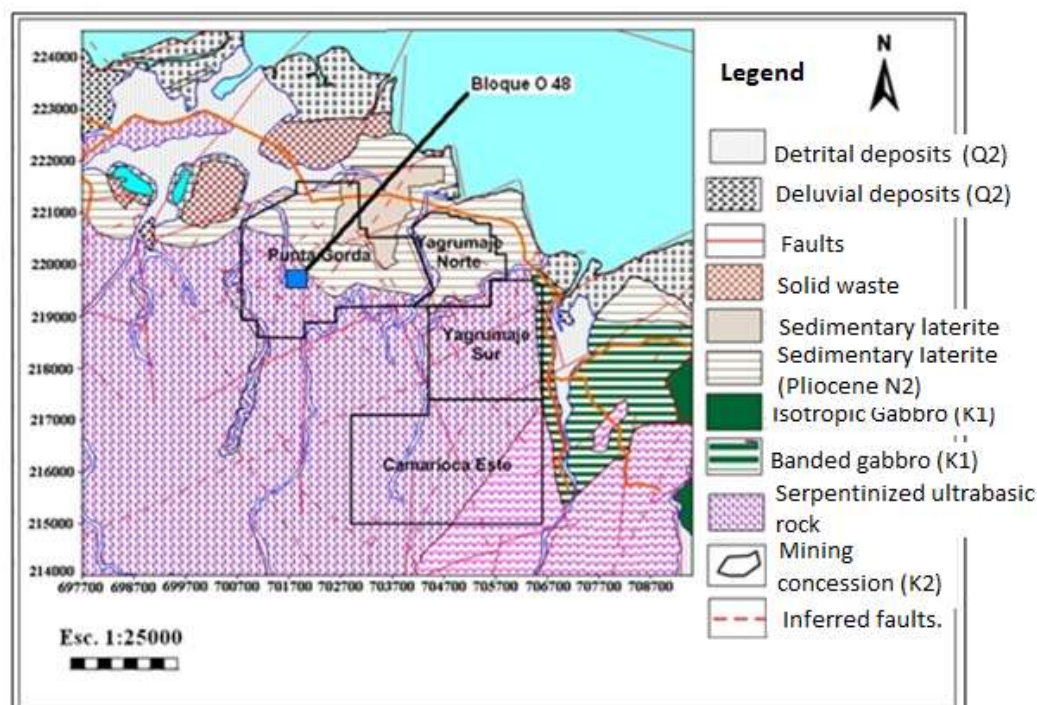 224000
223000
222000
221000
220000
219000
218000
217000
216000
215000
214000
697700 698700 699700 700700 701700 702700 703700 704700 705700 706700 707700 708700
Bloque O 48
Punta Gorda
Yagrumaje
Norte
Yagrumaje
Sur
Camarioca Este
Esc. 1:25000
N
Legend
Detrital deposits (Q2)
Deluvial deposits (Q2)
Faults
Solid waste
Sedimentary laterite
Sedimentary laterite
(Pliocene N2)
Isotropic Gabbro (K1)
Banded gabbro (K1)
Serpentinized ultrabasic
rock
Mining
concession (K2)
Inferred faults.